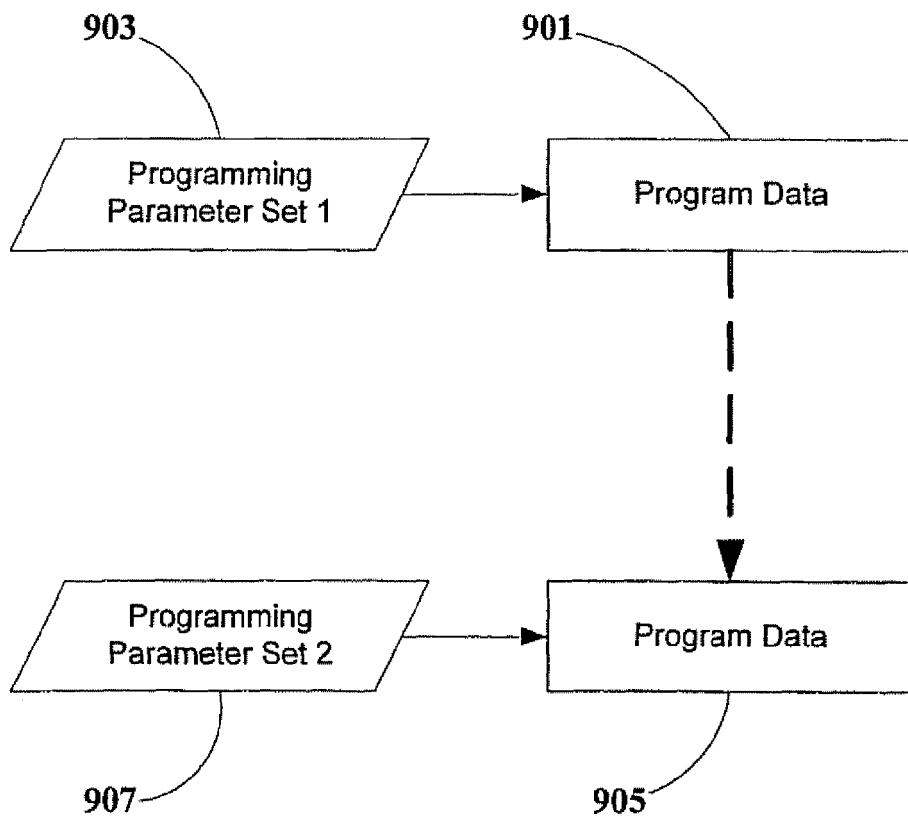 903
901
Programming
Parameter Set 1
Program Data
Programming
Parameter Set 2
Program Data
907
905